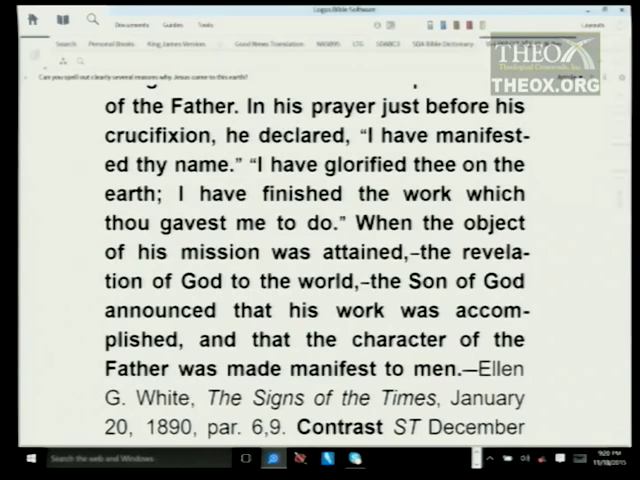 Logos Bible Software
Documents Guides Tools
Layouts
Search Personal Books King James Version Good News Translation NASB95 LTG SDABC3 SDA Bible Dictionary
Can you spell out clearly several reasons why Jesus came to this earth?
THEOX
THEOX.ORG
of the Father. In his prayer just before his
crucifixion, he declared, “I have manifest-
ed thy name.” “I have glorified thee on the
earth; I have finished the work which
thou gavest me to do.” When the object
of his mission was attained,–the revela-
tion of God to the world,–the Son of God
announced that his work was accom-
plished, and that the character of the
Father was made manifest to men.—Ellen
G. White, The Signs of the Times, January
20, 1890, par. 6,9. Contrast ST December
Search the web and Windows
9:20 PM
11/18/2015